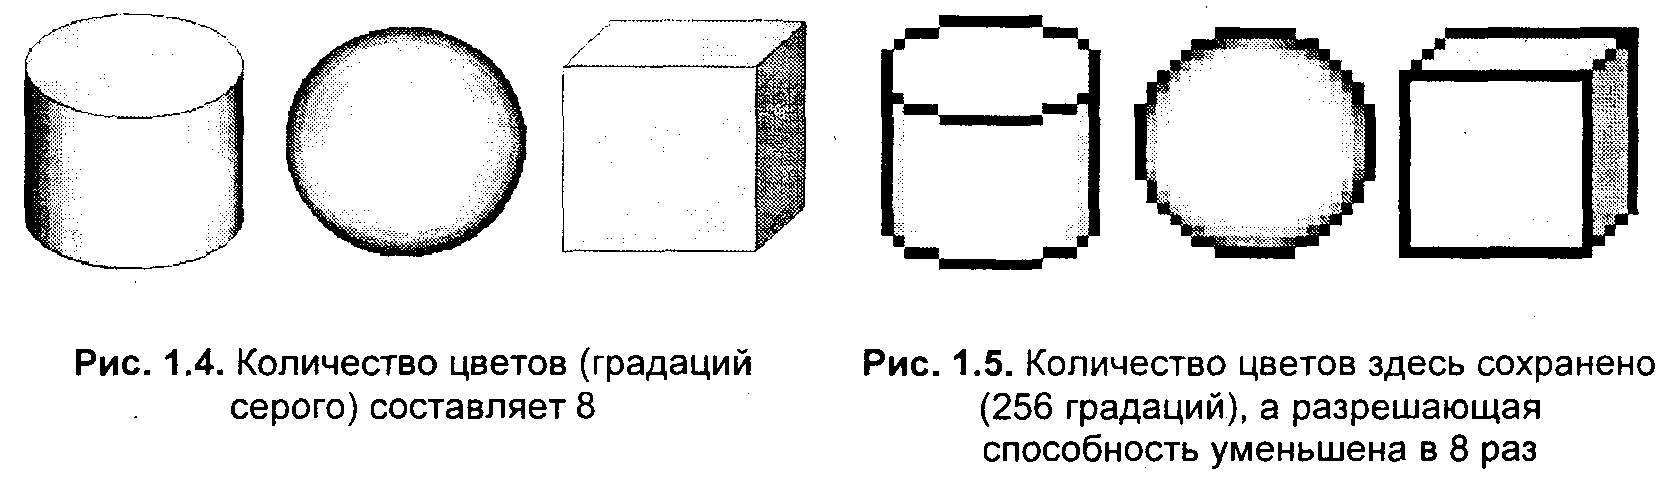 Рис. 1.4. Количество цветов (градаций
серого) составляет 8
Рис. 1.5. Количество цветов здесь сохранено
(256 градаций), а разрешающая
способность уменьшена в 8 раз